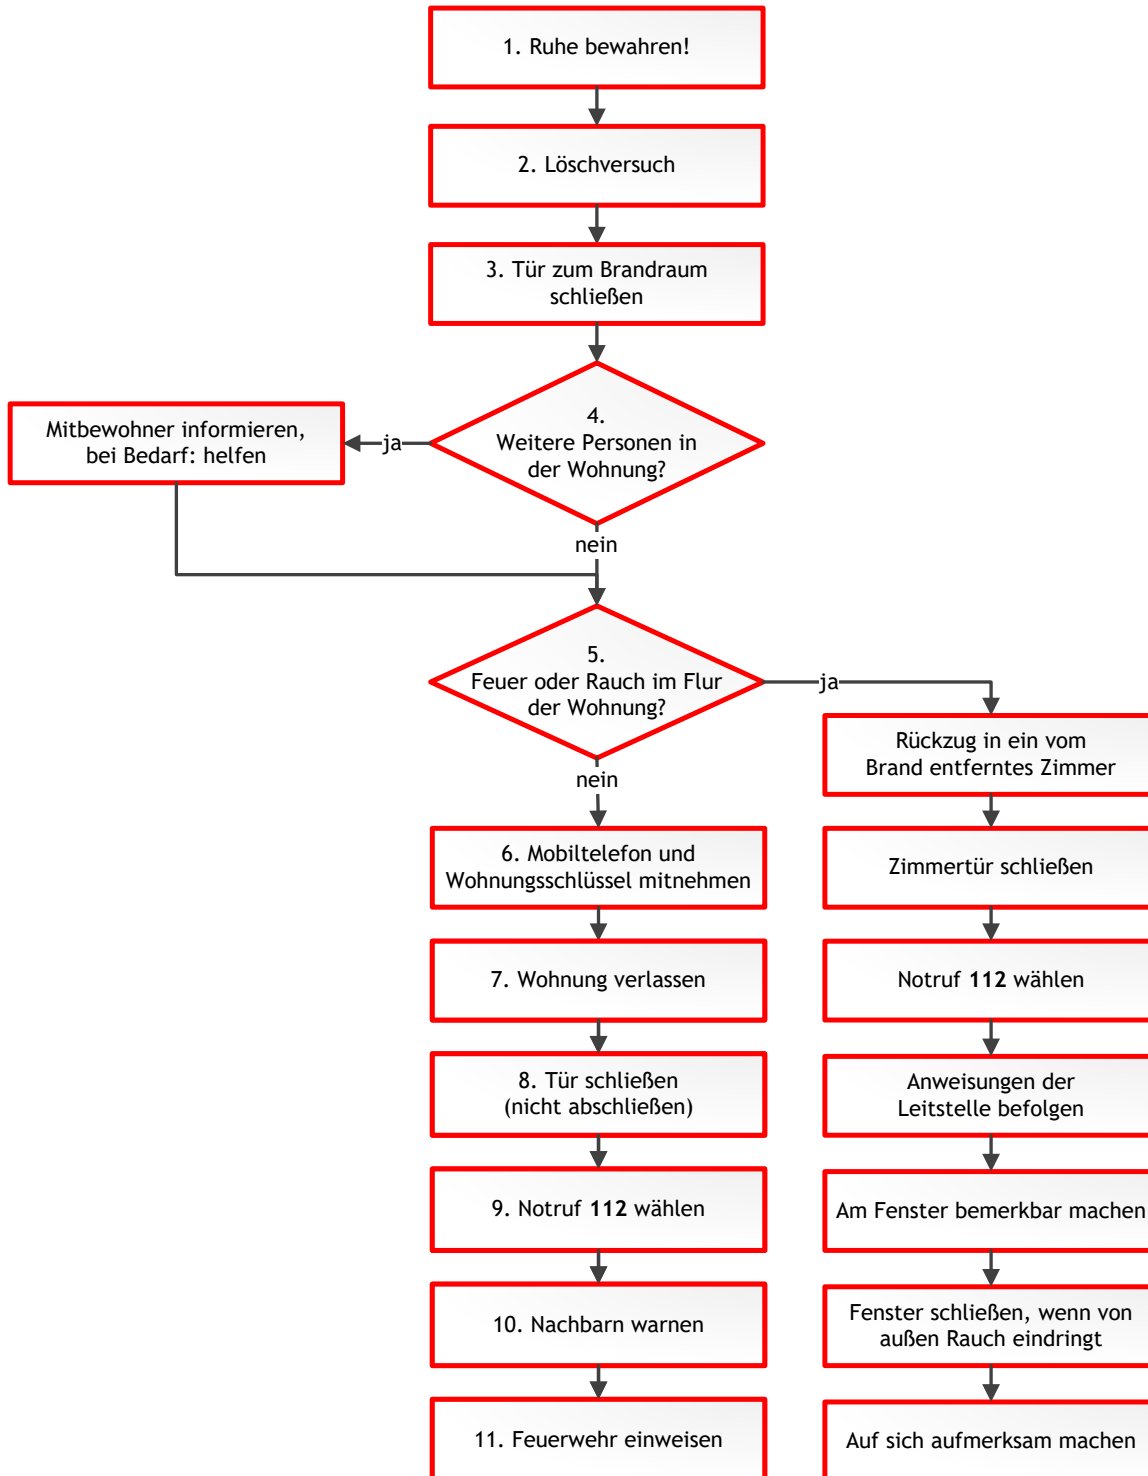 1. Ruhe bewahren!
2. Löschversuch
3. Tür zum Brandraum
schließen
4.
Weitere Personen in
der Wohnung?
ja
Mitbewohner informieren,
bei Bedarf: helfen
nein
5.
Feuer oder Rauch im Flur
der Wohnung?
ja
nein
6. Mobiltelefon und
Wohnungsschlüssel mitnehmen
7. Wohnung verlassen
8. Tür schließen
(nicht abschließen)
9. Notruf 112 wählen
10. Nachbarn warnen
11. Feuerwehr einweisen
Rückzug in ein vom
Brand entferntes Zimmer
Zimmertür schließen
Notruf 112 wählen
Anweisungen der
Leitstelle befolgen
Am Fenster bemerkbar machen
Fenster schließen, wenn von
außen Rauch eindringt
Auf sich aufmerksam machen